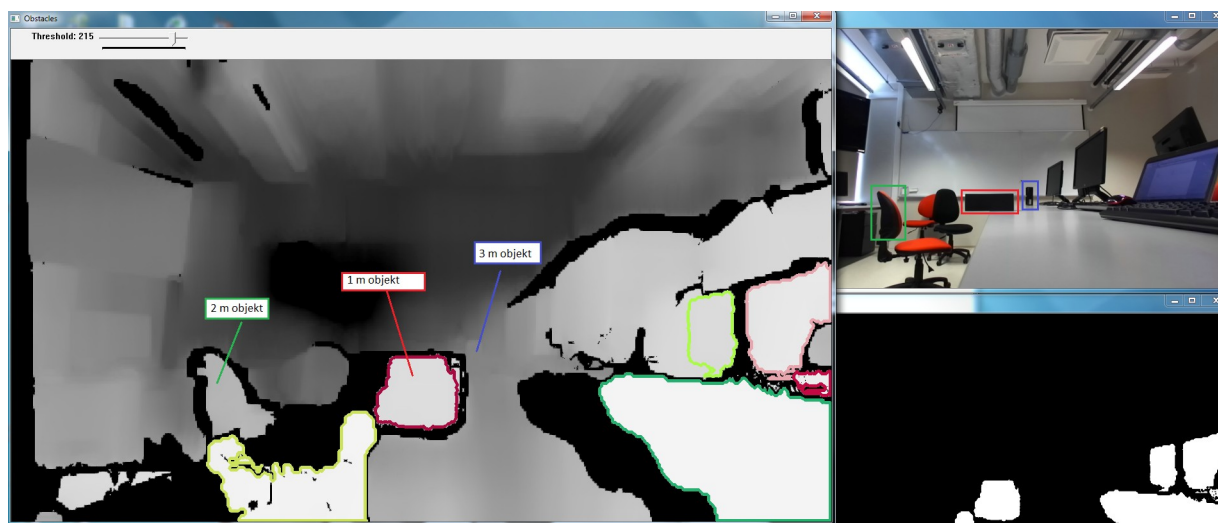 Obstacles
Threshold: 215
3 m objekt
1 m objekt
2 m objekt